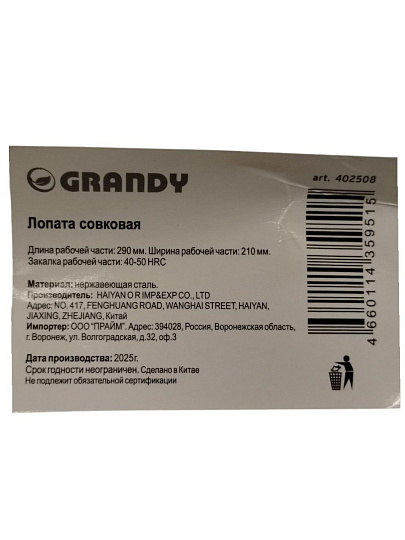 GRANDY
art. 402508
Лопата совковая
Длина рабочей части: 290 мм. Ширина рабочей части: 210 мм.
Закалка рабочей части: 40-50 HRC
Материал: нержавеющая сталь.
Производитель: HAIYAN O R IMP&EXP CO., LTD
Адрес: NO. 417, FENGHUANG ROAD, WANGHAI STREET, HAIYAN,
JIAXING, ZHEJIANG, Китай
Импортер: ООО "ПРАЙМ". Адрес: 394028, Россия, Воронежская область,
г. Воронеж, ул. Волгоградская, д.32, оф.3
Дата производства: 2025г.
Срок годности неограничен. Сделано в Китае
Не подлежит обязательной сертификации
4 660114 359515